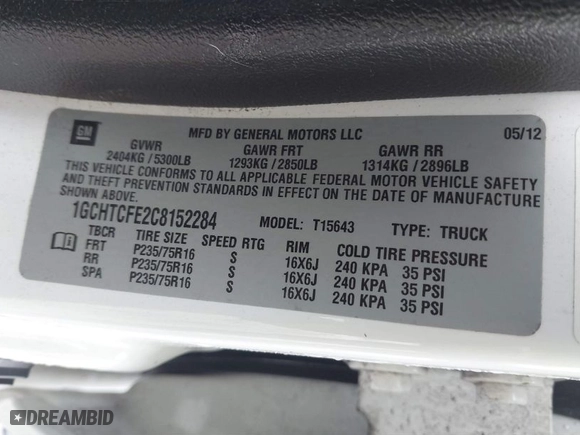 GM
MFD BY GENERAL MOTORS LLC
05/12
GVWR GAWR FRT GAWR RR
2404KG / 5300LB 1293KG / 2850LB 1314KG / 2896LB
THIS VEHICLE CONFORMS TO ALL APPLICABLE FEDERAL MOTOR VEHICLE SAFETY
AND THEFT PREVENTION STANDARDS IN EFFECT ON THE DATE OF MANUFACTURE
SHOWN ABOVE.
1GCHTCFE2C8152284 MODEL: T15643 TYPE: TRUCK
TBCR TIRE SIZE SPEED RTG RIM COLD TIRE PRESSURE
FRT P235/75R16 S 16X6J 240 KPA 35 PSI
RR P235/75R16 S 16X6J 240 KPA 35 PSI
SPA P235/75R16 S 16X6J 240 KPA 35 PSI
DREAMBID